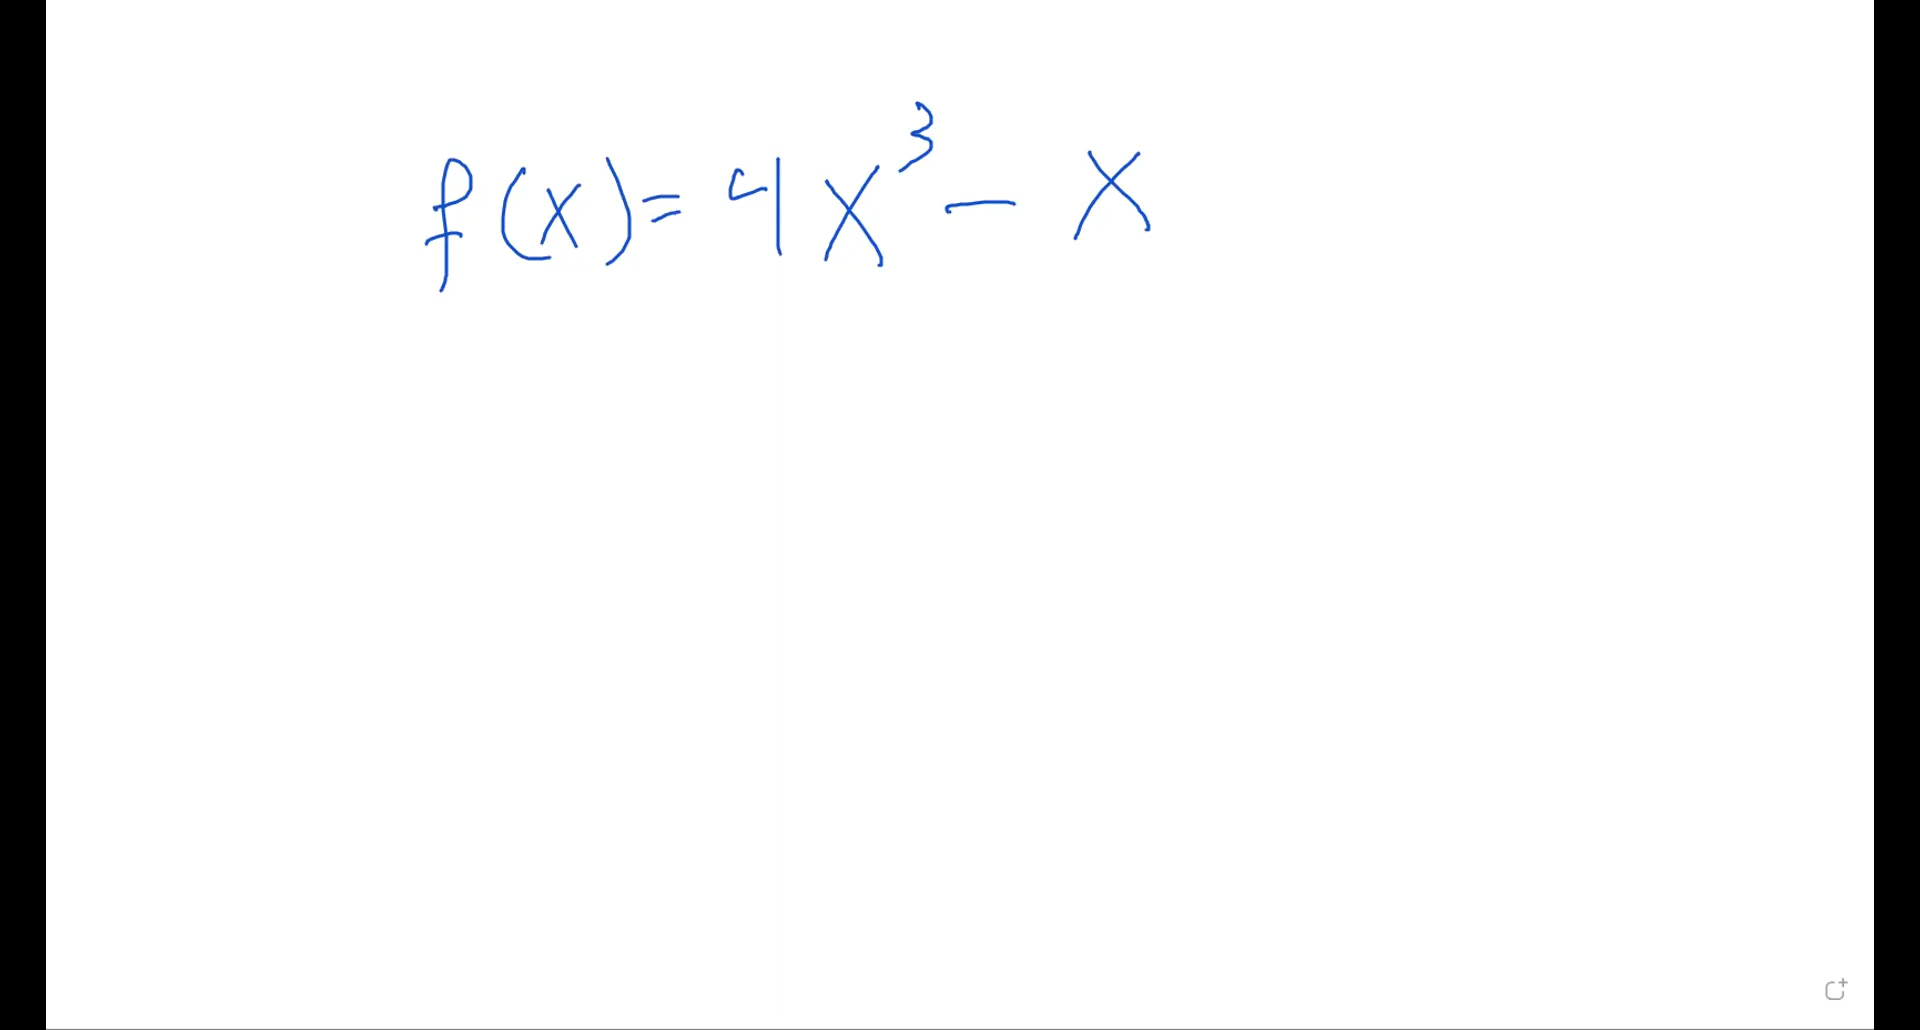 f(x)= 4x³ - x